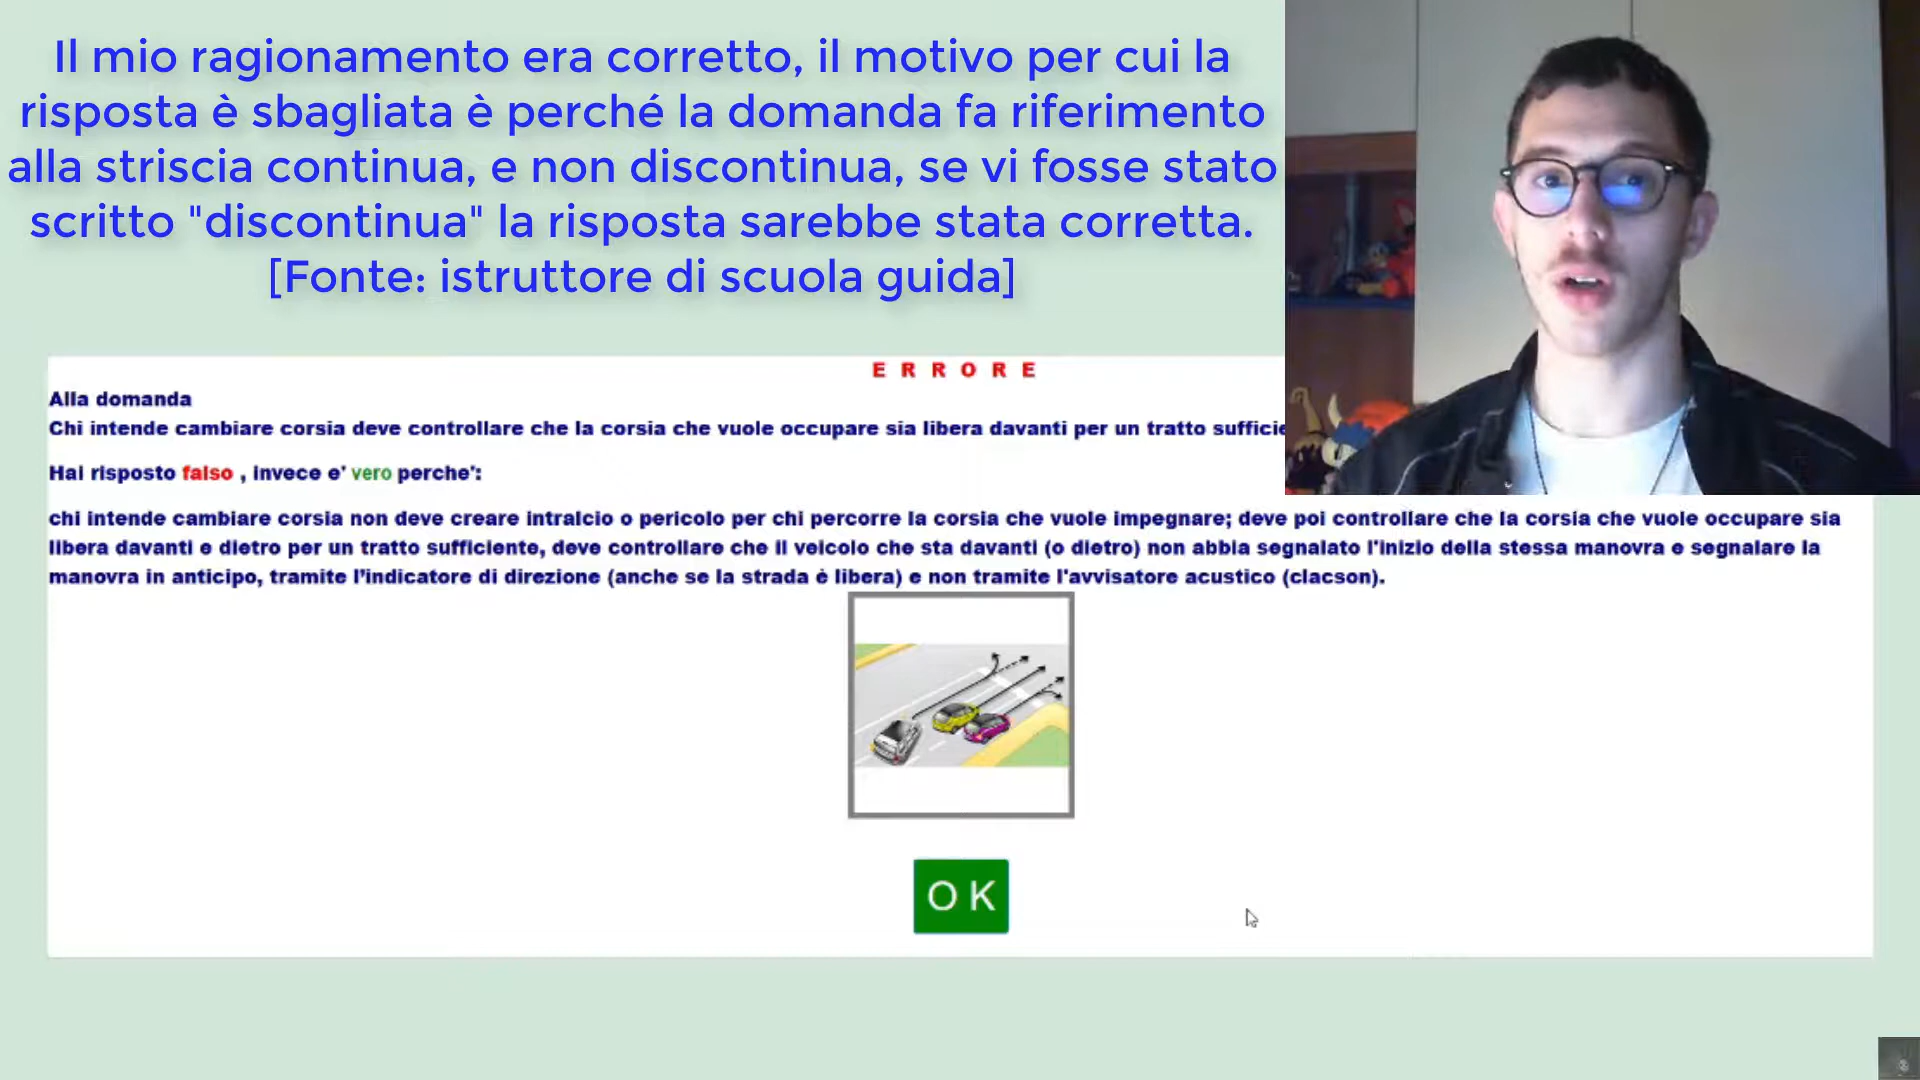 Il mio ragionamento era corretto, il motivo per cui la
risposta è sbagliata è perché la domanda fa riferimento
alla striscia continua, e non discontinua, se vi fosse stato
scritto "discontinua" la risposta sarebbe stata corretta.
[Fonte: istruttore di scuola guida]
E R R O R E
Alla domanda
Chi intende cambiare corsia deve controllare che la corsia che vuole occupare sia libera davanti per un tratto
Hai risposto falso , invece e' vero perche':
chi intende cambiare corsia non deve creare intralcio o pericolo per chi percorre la corsia che vuole impegnare; deve poi controllare che la corsia che vuole occupare sia
libera davanti e dietro per un tratto sufficiente, deve controllare che il veicolo che sta davanti (o dietro) non abbia segnalato l'inizio della stessa manovra e segnalare la
manovra in anticipo, tramite l'indicatore di direzione (anche se la strada è libera) e non tramite l'avvisatore acustico (clacson).
O K